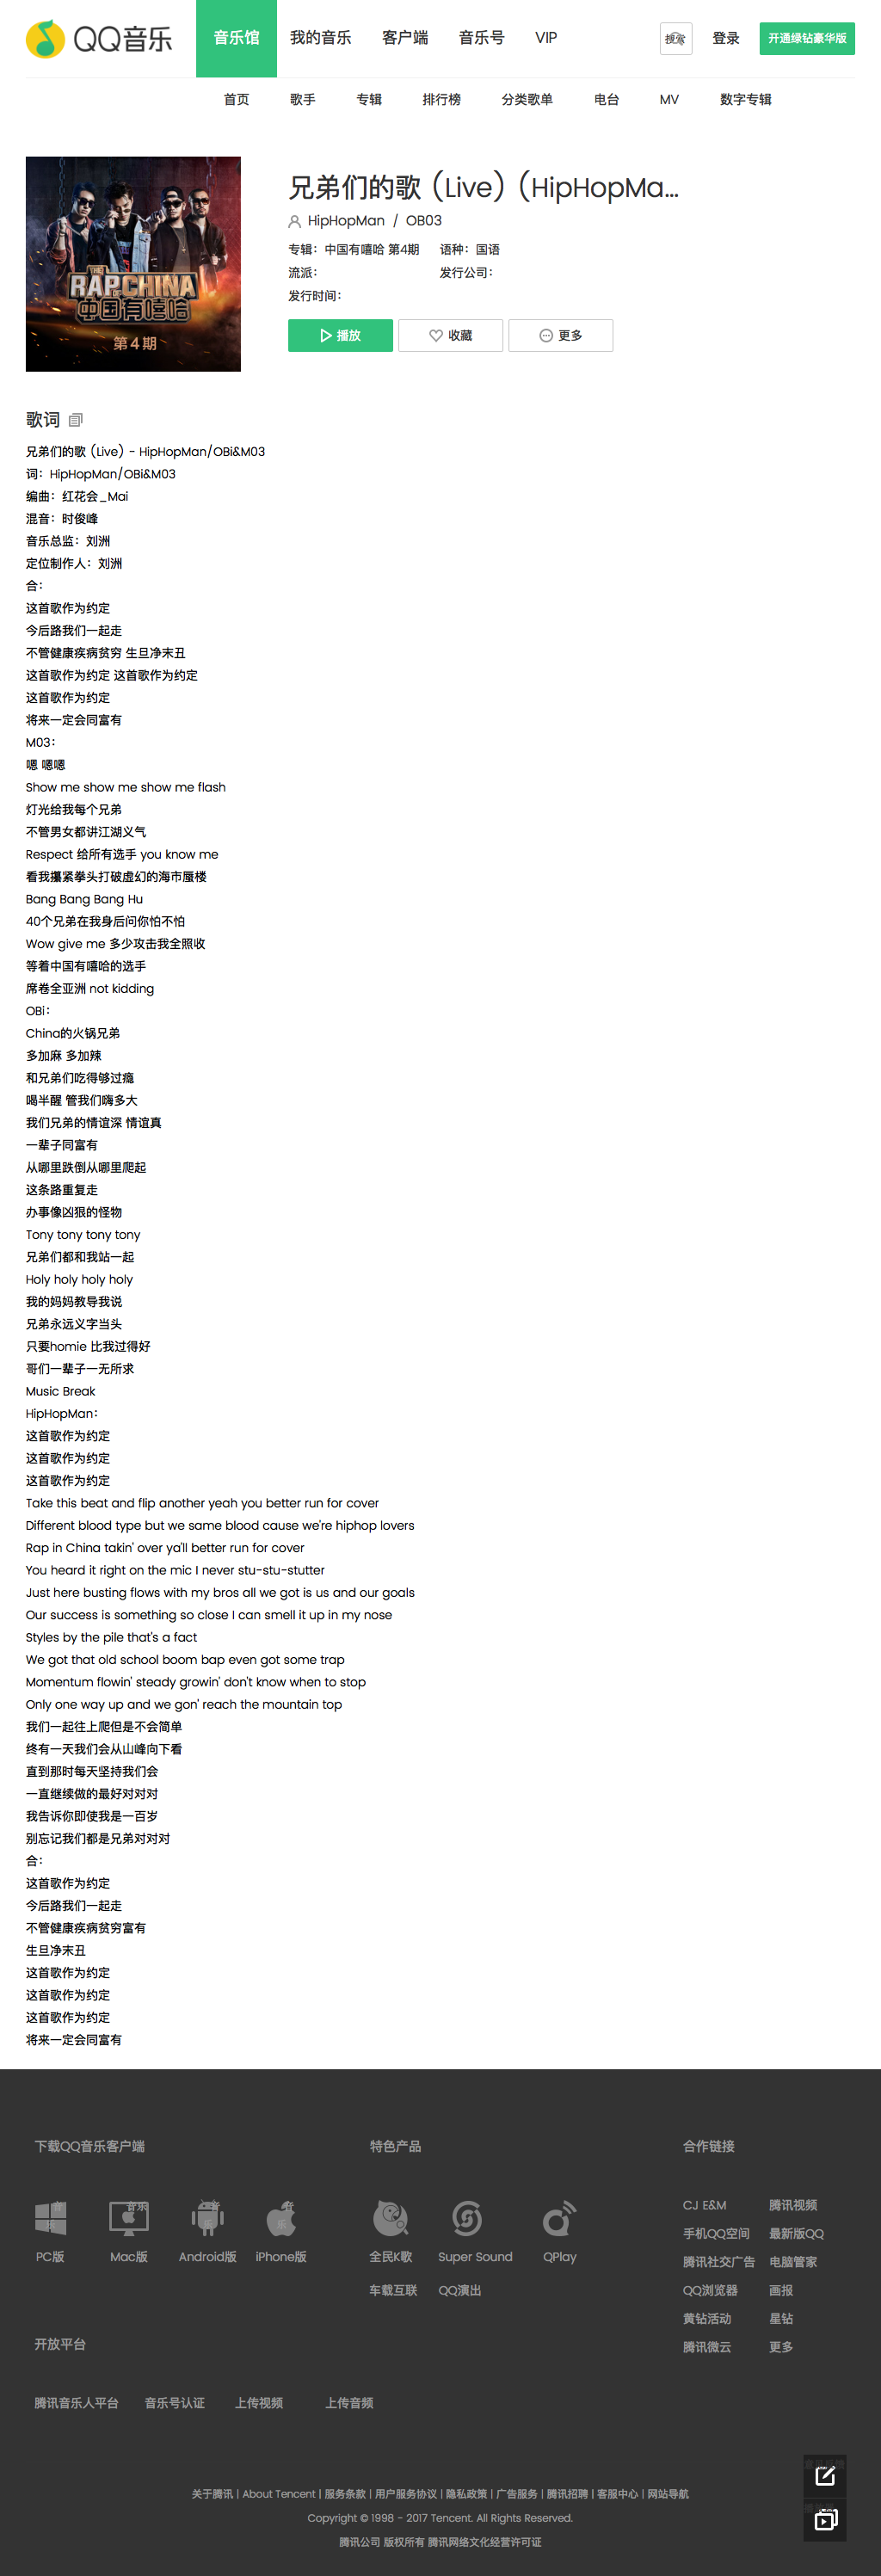 QQ音乐
音乐馆 我的音乐 客户端 音乐号 VIP 登录 开通绿钻豪华版
首页 歌手 专辑 排行榜 分类歌单 电台 MV 数字专辑
THE RAP OF CHINA
中国有嘻哈
第4期
兄弟们的歌 (Live) (HipHopMa...
HipHopMan / OB03
专辑：中国有嘻哈 第4期 语种：国语
流派： 发行公司：
发行时间：
播放 收藏 更多
歌词
兄弟们的歌 (Live) - HipHopMan/OBi&M03
词：HipHopMan/OBi&M03
编曲：红花会_Mai
混音：时俊峰
音乐总监：刘洲
定位制作人：刘洲
合：
这首歌作为约定
今后路我们一起走
不管健康疾病贫穷 生旦净末丑
这首歌作为约定 这首歌作为约定
这首歌作为约定
将来一定会同富有
M03：
嗯 嗯嗯
Show me show me show me flash
灯光给我每个兄弟
不管男女都讲江湖义气
Respect 给所有选手 you know me
看我攥紧拳头打破虚幻的海市蜃楼
Bang Bang Bang Hu
40个兄弟在我身后问你怕不怕
Wow give me 多少攻击我全照收
等着中国有嘻哈的选手
席卷全亚洲 not kidding
OBi：
China的火锅兄弟
多加麻 多加辣
和兄弟们吃得够过瘾
喝半醒 管我们嗨多大
我们兄弟的情谊深 情谊真
一辈子同富有
从哪里跌倒从哪里爬起
这条路重复走
办事像凶狠的怪物
Tony tony tony tony
兄弟们都和我站一起
Holy holy holy holy
我的妈妈教导我说
兄弟永远义字当头
只要homie 比我过得好
哥们一辈子一无所求
Music Break
HipHopMan：
这首歌作为约定
这首歌作为约定
这首歌作为约定
Take this beat and flip another yeah you better run for cover
Different blood type but we same blood cause we're hiphop lovers
Rap in China takin' over ya'll better run for cover
You heard it right on the mic I never stu-stu-stutter
Just here busting flows with my bros all we got is us and our goals
Our success is something so close I can smell it up in my nose
Styles by the pile that's a fact
We got that old school boom bap even got some trap
Momentum flowin' steady growin' don't know when to stop
Only one way up and we gon' reach the mountain top
我们一起往上爬但是不会简单
终有一天我们会从山峰向下看
直到那时每天坚持我们会
一直继续做的最好对对对
我告诉你即使我是一百岁
别忘记我们都是兄弟对对对
合：
这首歌作为约定
今后路我们一起走
不管健康疾病贫穷富有
生旦净末丑
这首歌作为约定
这首歌作为约定
这首歌作为约定
将来一定会同富有
下载QQ音乐客户端 特色产品 合作链接
PC版 Mac版 Android版 iPhone版
全民K歌 Super Sound QPlay
车载互联 QQ演出
CJ E&M 腾讯视频
手机QQ空间 最新版QQ
腾讯社交广告 电脑管家
QQ浏览器 画报
黄钻活动 星钻
腾讯微云 更多
开放平台
腾讯音乐人平台 音乐号认证 上传视频 上传音频
关于腾讯 | About Tencent | 服务条款 | 用户服务协议 | 隐私政策 | 广告服务 | 腾讯招聘 | 客服中心 | 网站导航
Copyright © 1998 - 2017 Tencent. All Rights Reserved.
腾讯公司 版权所有 腾讯网络文化经营许可证